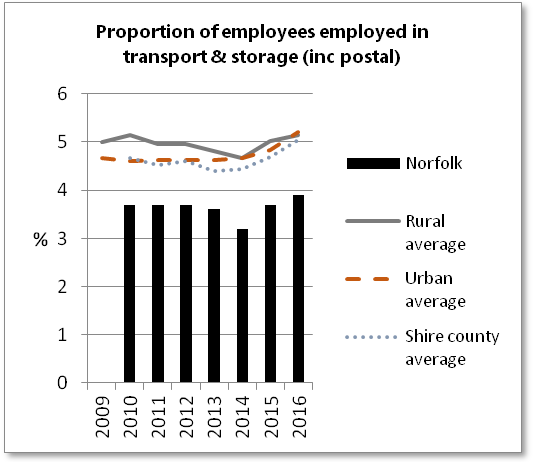 Proportion of employees employed in
transport & storage (inc postal)
6
5
4
3
2
1
0
%
2009
2010
2011
2012
2013
2014
2015
2016
Norfolk
Rural
average
Urban
average
Shire county
average